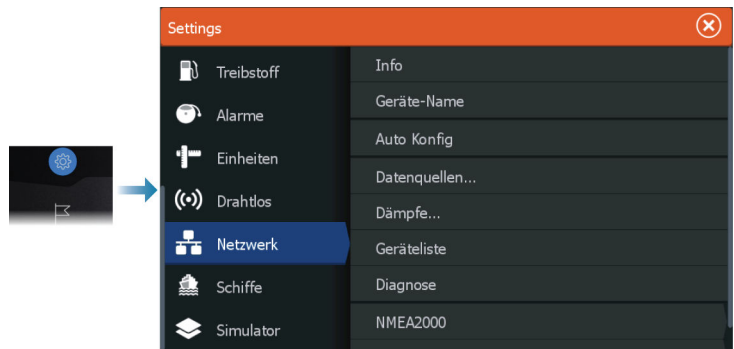 Settings
Treibstoff
Alarme
Einheiten
Drahtlos
Netzwerk
Schiffe
Simulator
Info
Geräte-Name
Auto Konfig
Datenquellen...
Dämpfe...
Geräteliste
Diagnose
NMEA2000